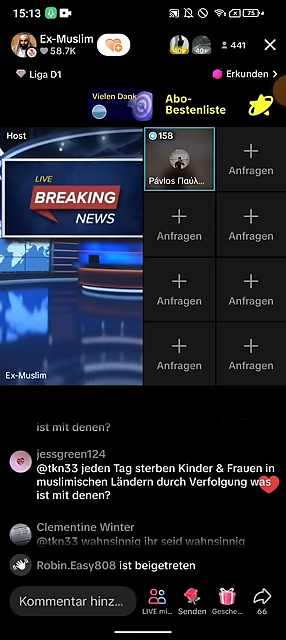 15:13
75
Ex-Muslim
58.7K
441
Liga D1
Erkunden >
Vielen Dank
Abo-
Bestenliste
Host
LIVE
BREAKING
NEWS
158
Pávlos Παύλ...
Anfragen
Anfragen
Anfragen
Anfragen
Anfragen
Anfragen
Anfragen
Ex-Muslim
ist mit denen?
jessgreen124
@tkn33 jeden Tag sterben Kinder & Frauen in
muslimischen Ländern durch Verfolgung was
ist mit denen?
Clementine Winter
@tkn33 wahnsinnig ihr seid wahnsinnig
Robin.Easy808 ist beigetreten
Kommentar hinz...
LIVE mi...
Senden
Gesche...
66